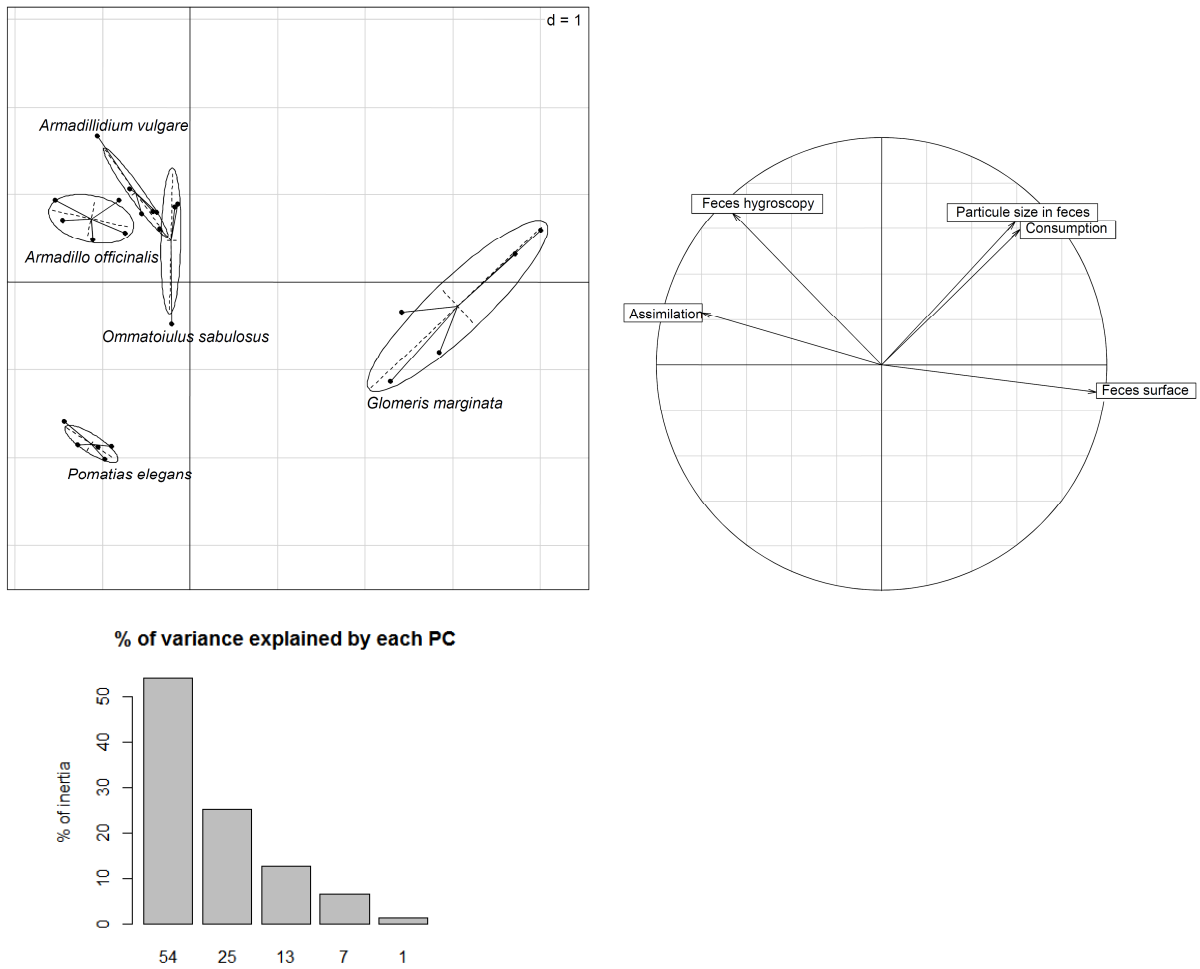 d = 1
Armadillidium vulgare
Armadillo officinalis
Ommatoiulus sabulosus
Glomeris marginata
Pomatias elegans
Feces hygroscopy
Particule size in feces
Consumption
Assimilation
Feces surface
% of variance explained by each PC
% of inertia
50
40
30
20
10
0
54 25 13 7 1